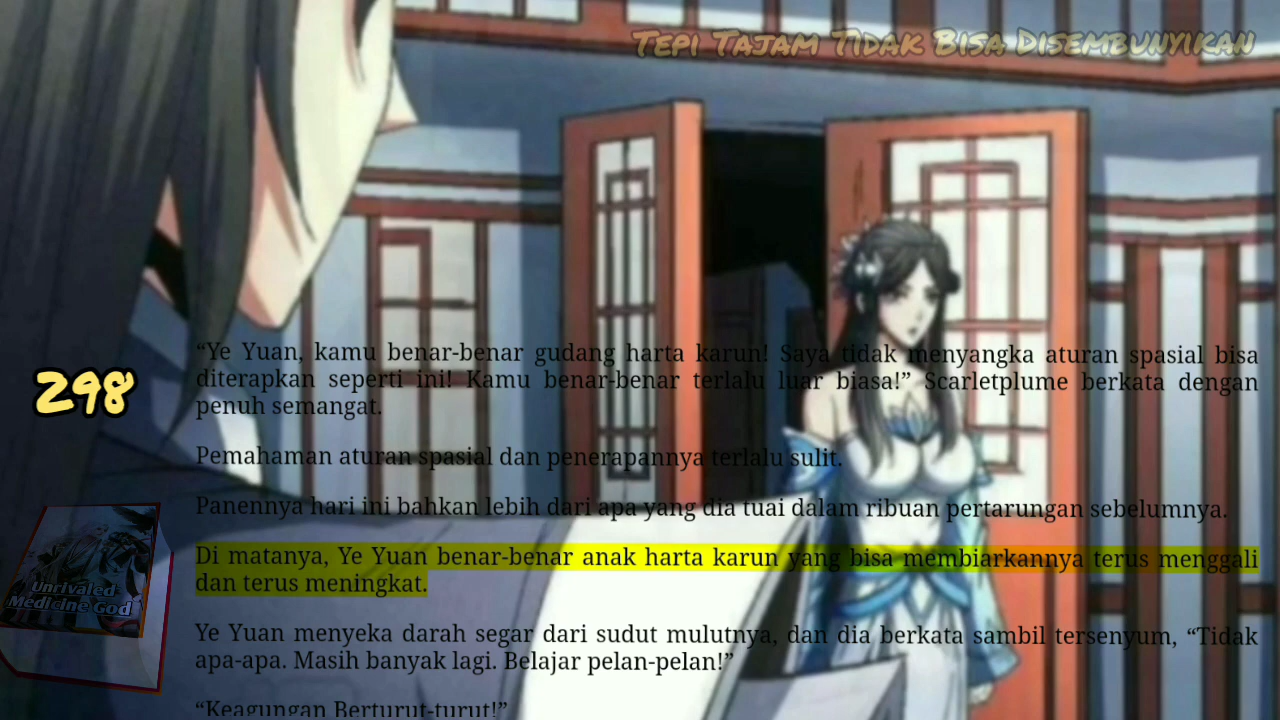 Tepi Tajam Tidak Bisa Disembunyikan
“Ye Yuan, kamu benar-benar gudang harta karun! Saya tidak menyangka aturan spasial bisa
diterapkan seperti ini! Kamu benar-benar terlalu luar biasa!” Scarletplume berkata dengan
penuh semangat.
298
Pemahaman aturan spasial dan penerapannya terlalu sulit.
Panennya hari ini bahkan lebih dari apa yang dia tuai dalam ribuan pertarungan sebelumnya.
Di matanya, Ye Yuan benar-benar anak harta karun yang bisa membiarkannya terus menggali
dan terus meningkat.
Unrivaled
Medicine God
Ye Yuan menyeka darah segar dari sudut mulutnya, dan dia berkata sambil tersenyum, “Tidak
apa-apa. Masih banyak lagi. Belajar pelan-pelan!”
“Keagungan Berturut-turut!”